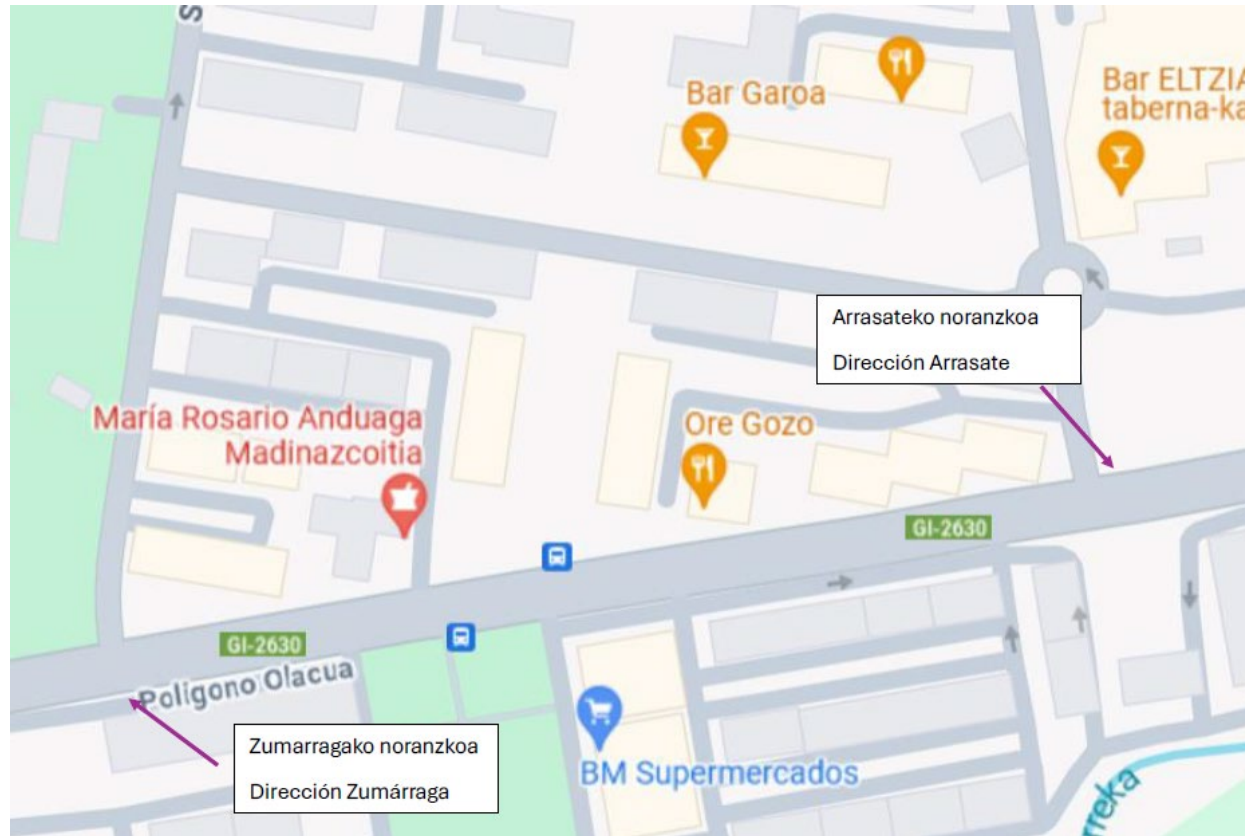 S
Bar Garoa
Bar ELTZIA
taberna-ka
Arrasateko noranzkoa
Dirección Arrasate
María Rosario Anduaga
Madinazcoitia
Ore Gozo
GI-2630
GI-2630
Poligono Olacua
Zumarragako noranzkoa
Dirección Zumárraga
BM Supermercados
rreka